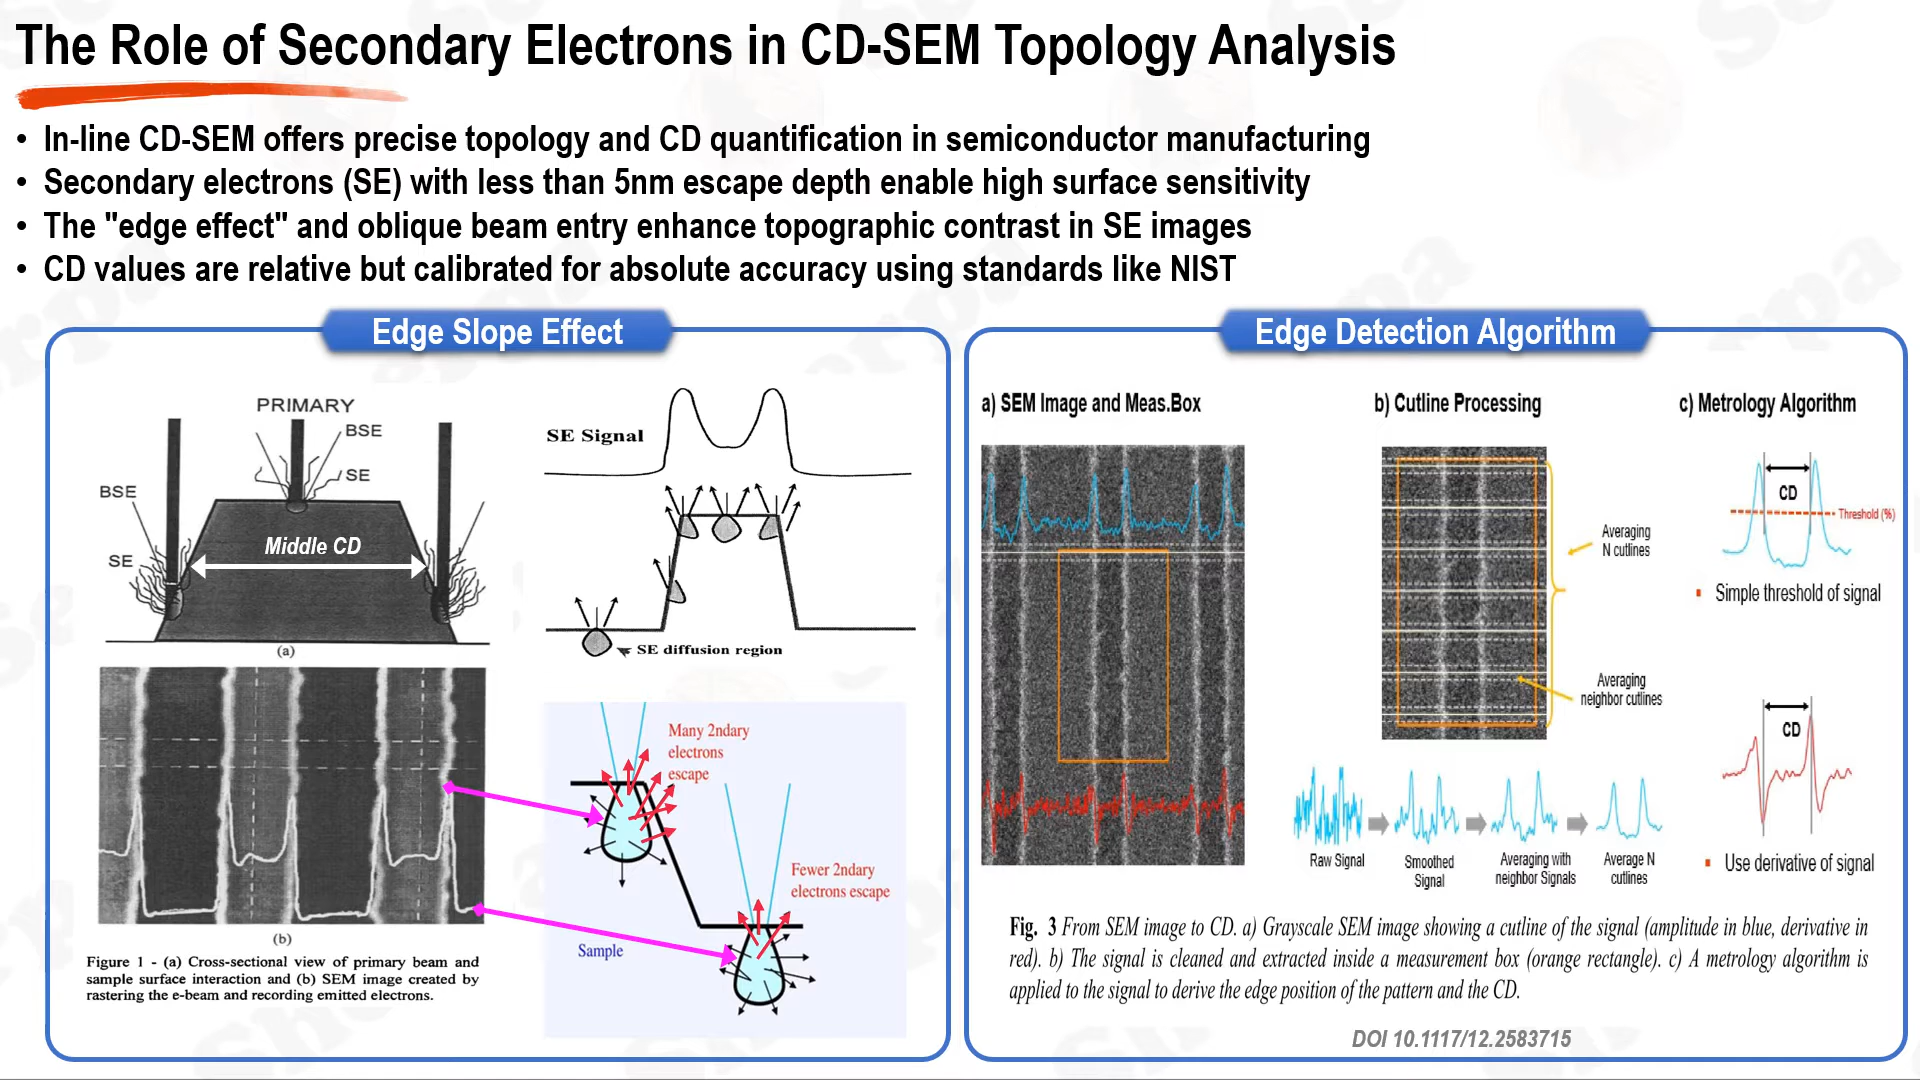 The Role of Secondary Electrons in CD-SEM Topology Analysis
• In-line CD-SEM offers precise topology and CD quantification in semiconductor manufacturing
• Secondary electrons (SE) with less than 5nm escape depth enable high surface sensitivity
• The "edge effect" and oblique beam entry enhance topographic contrast in SE images
• CD values are relative but calibrated for absolute accuracy using standards like NIST
Edge Slope Effect
PRIMARY
BSE
SE
BSE
SE
Middle CD
(a)
(b)
Figure 1 - (a) Cross-sectional view of primary beam and
sample surface interaction and (b) SEM image created by
rastering the e-beam and recording emitted electrons.
SE Signal
SE diffusion region
Many 2ndary
electrons
escape
Fewer 2ndary
electrons escape
Sample
Edge Detection Algorithm
a) SEM Image and Meas.Box
b) Cutline Processing
c) Metrology Algorithm
Averaging
N cutlines
Averaging
neighbor cutlines
CD
Threshold (%)
▪ Simple threshold of signal
CD
▪ Use derivative of signal
Raw Signal
Smoothed
Signal
Averaging with
neighbor Signals
Average N
cutlines
Fig. 3 From SEM image to CD. a) Grayscale SEM image showing a cutline of the signal (amplitude in blue, derivative in
red). b) The signal is cleaned and extracted inside a measurement box (orange rectangle). c) A metrology algorithm is
applied to the signal to derive the edge position of the pattern and the CD.
DOI 10.1117/12.2583715